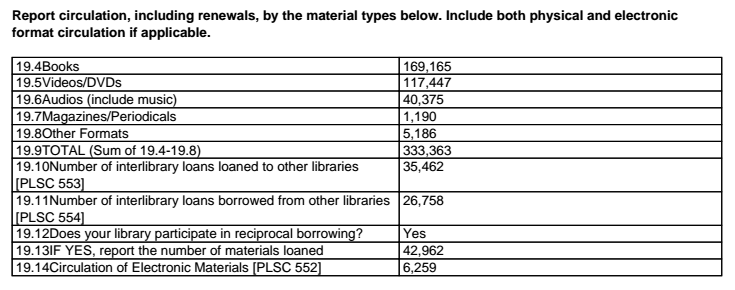 Report circulation, including renewals, by the material types below. Include both physical and electronic
format circulation if applicable.
19.4Books 169,165
19.5Videos/DVDs 117,447
19.6Audios (include music) 40,375
19.7Magazines/Periodicals 1,190
19.8Other Formats 5,186
19.9TOTAL (Sum of 19.4-19.8) 333,363
19.10Number of interlibrary loans loaned to other libraries 35,462
[PLSC 553]
19.11Number of interlibrary loans borrowed from other libraries 26,758
[PLSC 554]
19.12Does your library participate in reciprocal borrowing? Yes
19.13IF YES, report the number of materials loaned 42,962
19.14Circulation of Electronic Materials [PLSC 552] 6,259